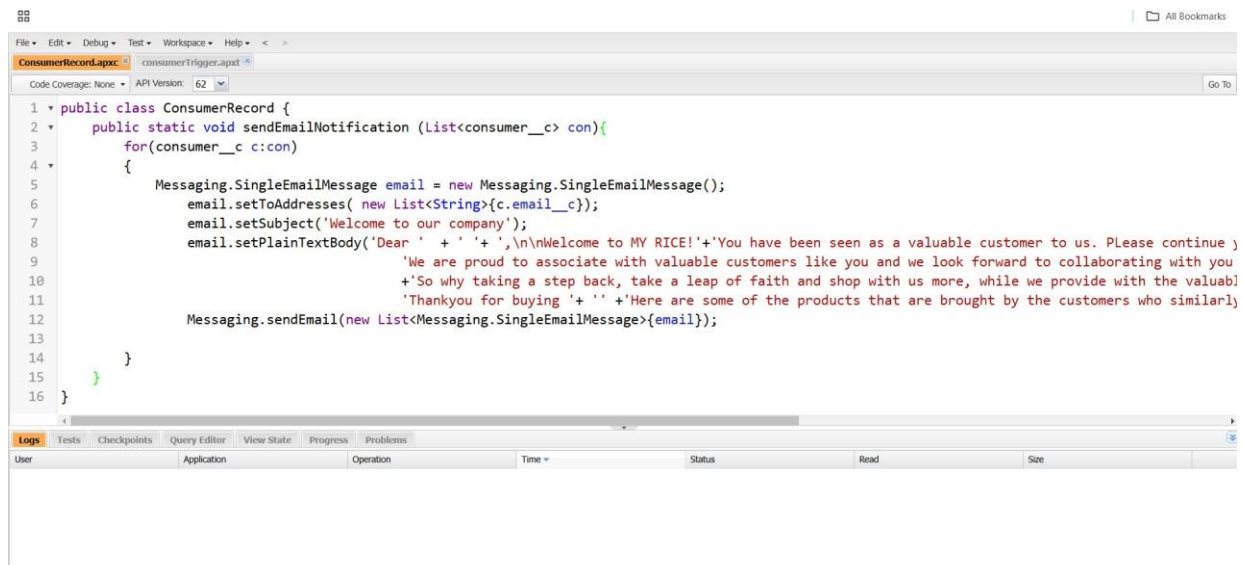 All Bookmarks
File Edit Debug Test Workspace Help < >
ConsumerRecord.apxc consumerTrigger.apxt
Code Coverage: None API Version: 62 Go To
1 public class ConsumerRecord {
2 public static void sendEmailNotification (List<consumer__c> con){
3 for(consumer__c c:con)
4 {
5 Messaging.SingleEmailMessage email = new Messaging.SingleEmailMessage();
6 email.setToAddresses( new List<String>{c.email__c});
7 email.setSubject('Welcome to our company');
8 email.setPlainTextBody('Dear ' + ' '+ ',\n\nWelcome to MY RICE!'+'You have been seen as a valuable customer to us. PLease continue y
9 'We are proud to associate with valuable customers like you and we look forward to collaborating with you
10 +'So why taking a step back, take a leap of faith and shop with us more, while we provide with the valuabl
11 'Thankyou for buying '+ '' +'Here are some of the products that are brought by the customers who similarly
12 Messaging.sendEmail(new List<Messaging.SingleEmailMessage>{email});
13
14 }
15 }
16 }
Logs Tests Checkpoints Query Editor View State Progress Problems
User Application Operation Time Status Read Size